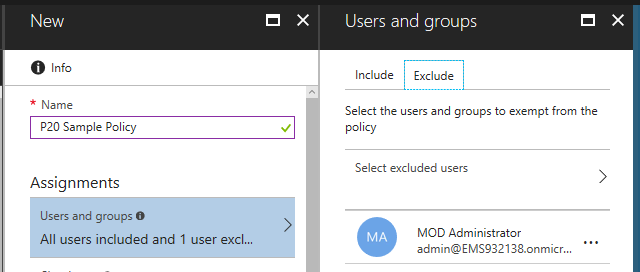 New
Info
* Name
P20 Sample Policy
Assignments
Users and groups
All users included and 1 user excl...
Users and groups
Include
Exclude
Select the users and groups to exempt from the
policy
Select excluded users
MA
MOD Administrator
admin@EMS932138.onmicr...